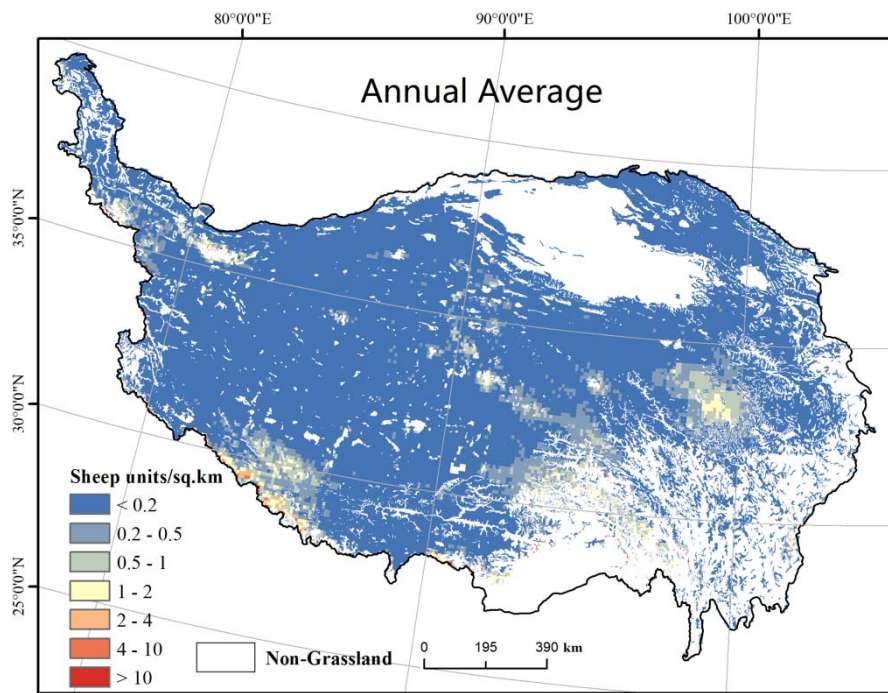 80°0'0"E 90°0'0"E 100°0'0"E
Annual Average
35°0'0"N
30°0'0"N
25°0'0"N
Sheep units/sq.km
< 0.2
0.2 - 0.5
0.5 - 1
1 - 2
2 - 4
4 - 10
> 10
Non-Grassland
0 195 390 km